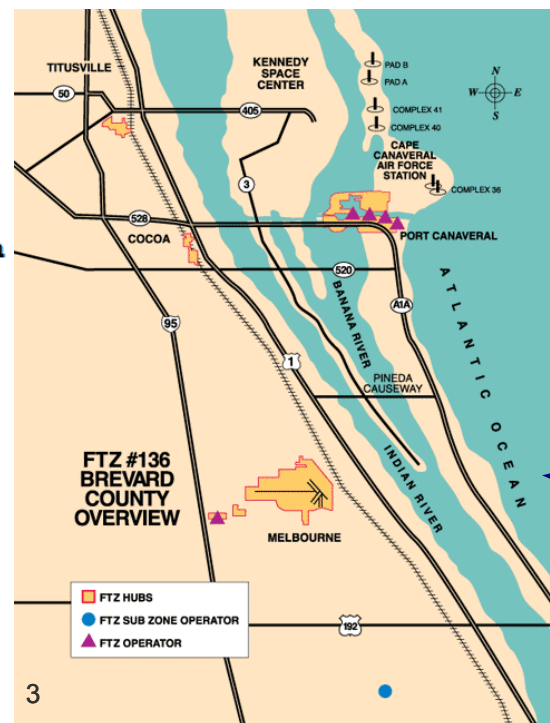 TITUSVILLE
50
405
KENNEDY
SPACE
CENTER
PAD B
PAD A
COMPLEX 41
COMPLEX 40
N
W
E
S
CAPE
CANAVERAL
AIR FORCE
STATION
COMPLEX 36
3
528
COCOA
PORT CANAVERAL
520
A1A
95
1
BANANA RIVER
PINEDA
CAUSEWAY
ATLANTIC OCEAN
INDIAN RIVER
FTZ #136
BREVARD
COUNTY
OVERVIEW
MELBOURNE
FTZ HUBS
FTZ SUB ZONE OPERATOR
FTZ OPERATOR
192
3